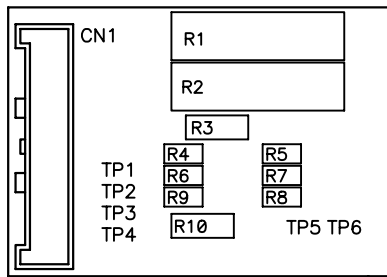 CN1
R1
R2
R3
R4 R5
TP1 R6 R7
TP2 R9 R8
TP3
TP4 R10 TP5 TP6